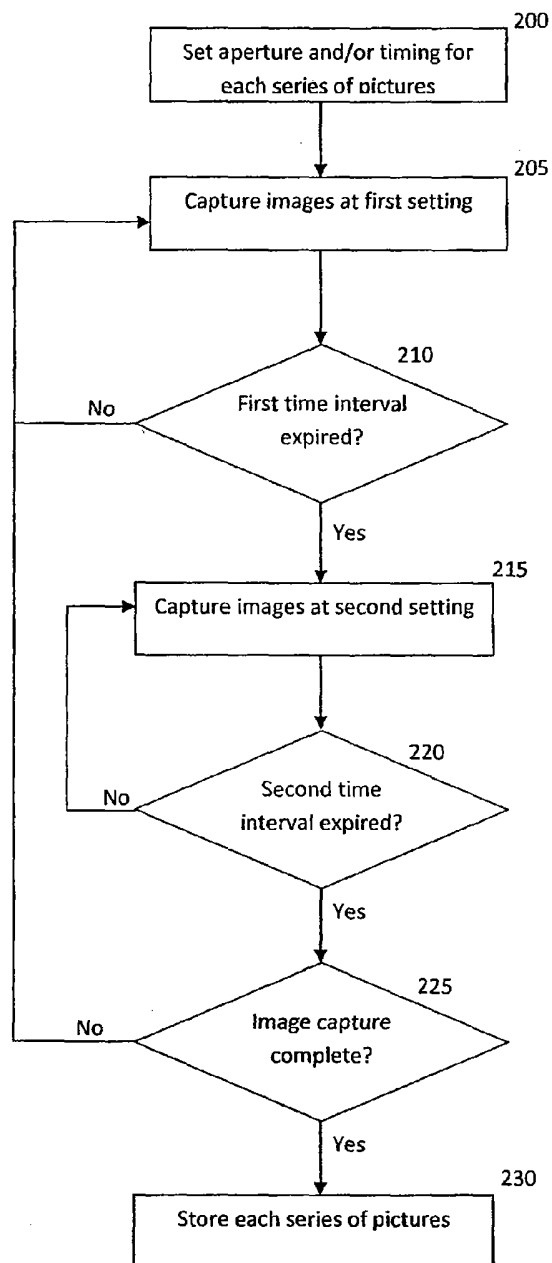 200
Set aperture and/or timing for
each series of pictures
205
Capture images at first setting
210
First time interval
expired?
No
Yes
215
Capture images at second setting
220
Second time
interval expired?
No
Yes
225
Image capture
complete?
No
Yes
230
Store each series of pictures